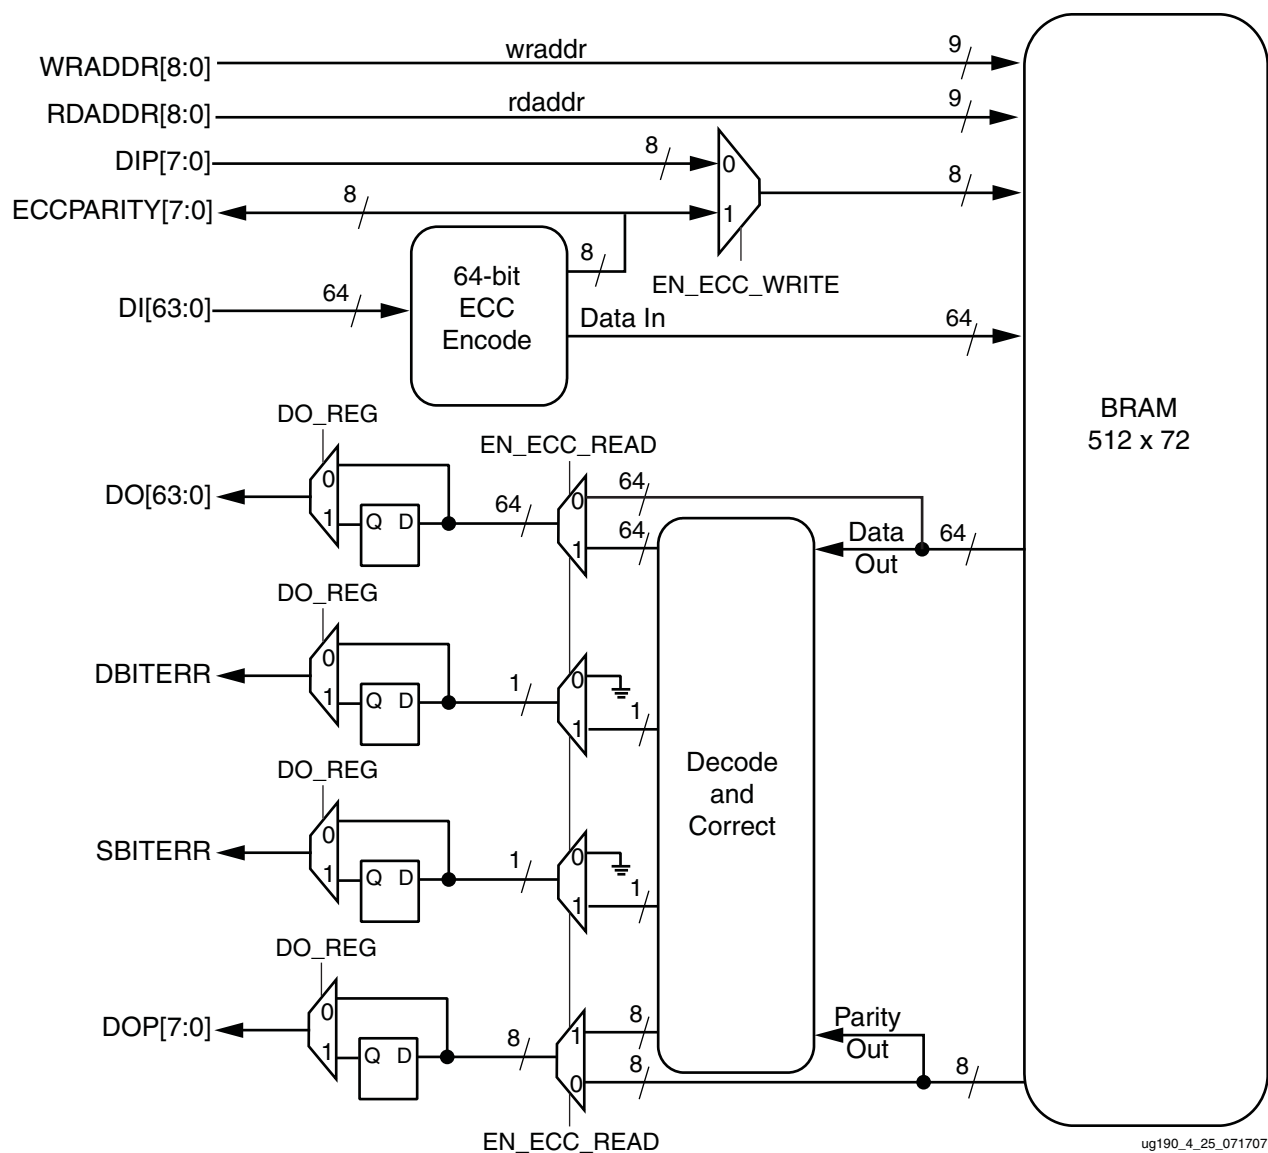 wraddr
9
WRADDR[8:0]
rdaddr
9
RDADDR[8:0]
DIP[7:0]
8
0
8
ECCPARITY[7:0]
8
1
8
64-bit
ECC
Encode
EN_ECC_WRITE
DI[63:0]
64
Data In
64
BRAM
512 x 72
DO_REG
EN_ECC_READ
DO[63:0]
0
1
Q D
64
0
1
64
64
Data
Out
64
DO_REG
DBITERR
0
1
Q D
1
0
1
1
Decode
and
Correct
DO_REG
SBITERR
0
1
Q D
1
0
1
1
DO_REG
DOP[7:0]
0
1
Q D
8
1
0
8
8
Parity
Out
8
EN_ECC_READ
ug190_4_25_071707